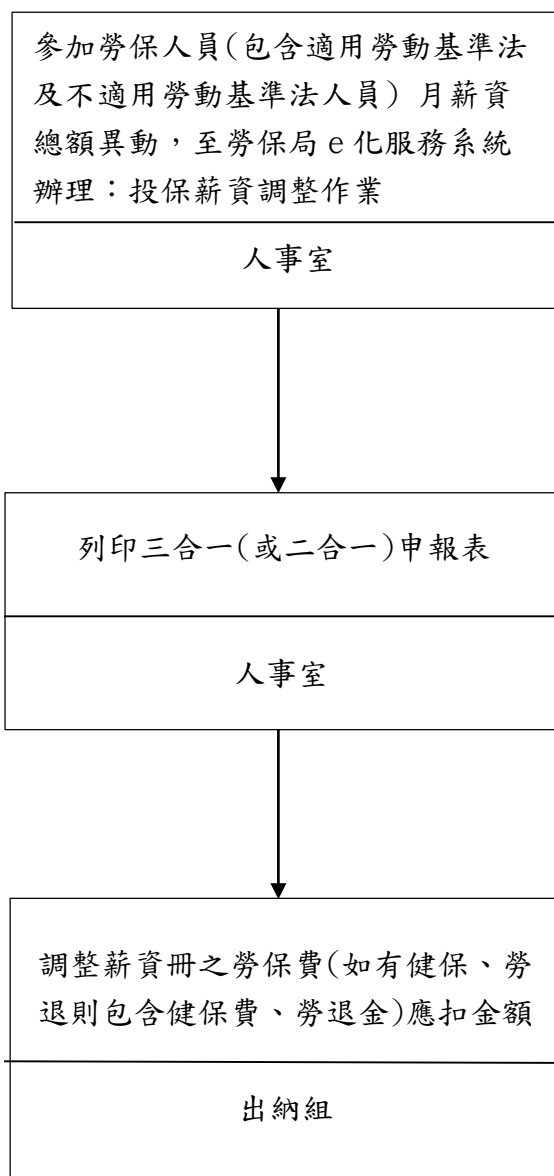 參加勞保人員(包含適用勞動基準法
及不適用勞動基準法人員) 月薪資
總額異動，至勞保局 e 化服務系統
辦理：投保薪資調整作業
人事室
列印三合一(或二合一)申報表
人事室
調整薪資冊之勞保費(如有健保、勞
退則包含健保費、勞退金)應扣金額
出納組